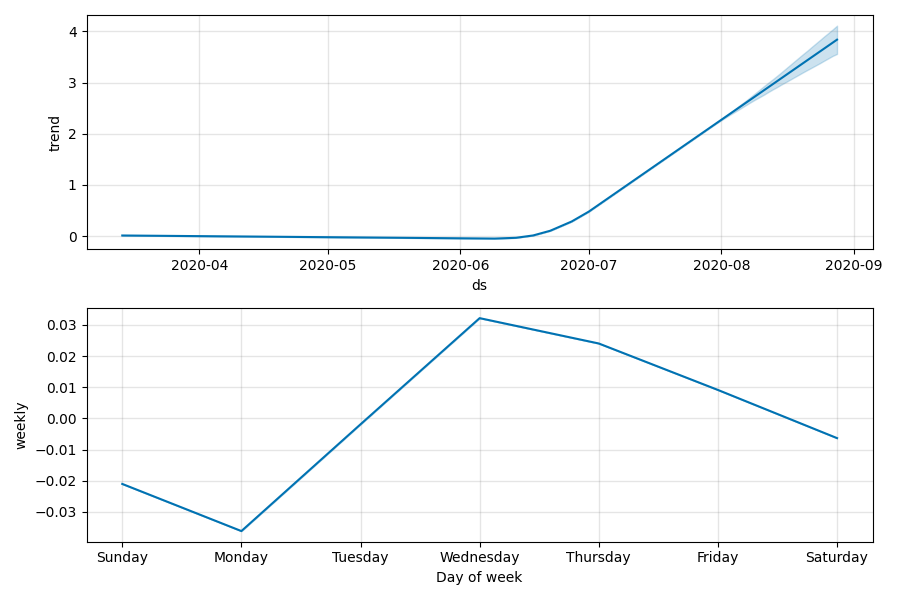 4
3
2
1
0
trend
2020-04 2020-05 2020-06 2020-07 2020-08 2020-09
ds
0.03
0.02
0.01
0.00
−0.01
−0.02
−0.03
weekly
Sunday Monday Tuesday Wednesday Thursday Friday Saturday
Day of week